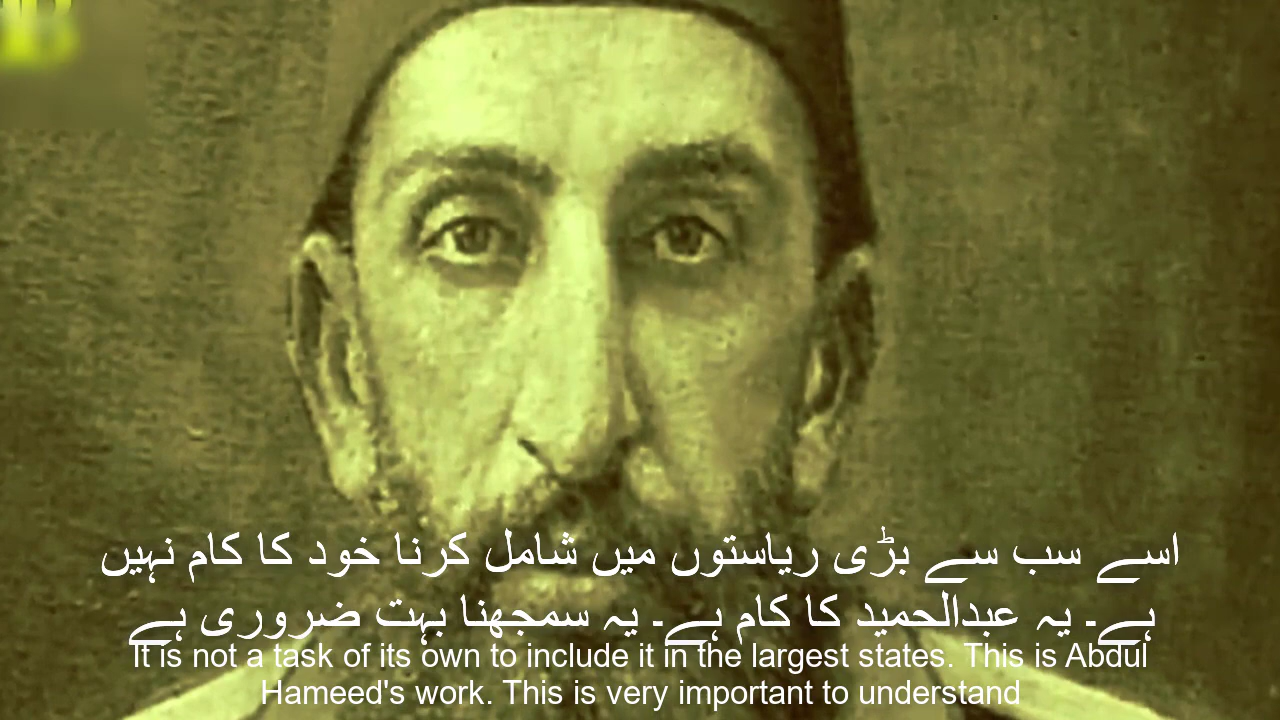 اسے سب سے بڑی ریاستوں میں شامل کرنا خود کا کام نہیں
ہے۔ یہ عبدالحمید کا کام ہے۔ یہ سمجھنا بہت ضروری ہے
It is not a task of its own to include it in the largest states. This is Abdul
Hameed's work. This is very important to understand